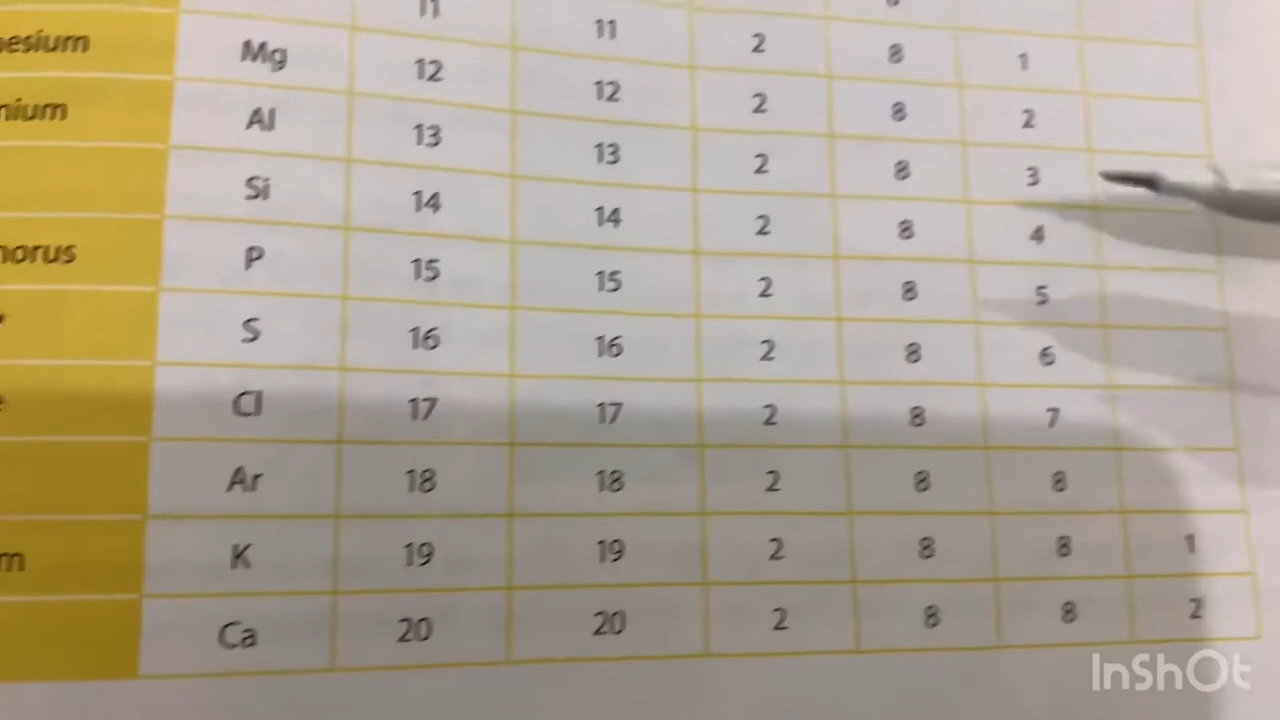 11 11 2 8 1
esium Mg 12 12 2 8 2
nium Al 13 13 2 8 3
Si 14 14 2 8 4
horus P 15 15 2 8 5
S 16 16 2 8 6
Cl 17 17 2 8 7
Ar 18 18 2 8 8
m K 19 19 2 8 8 1
Ca 20 20 2 8 8 2
InShOt